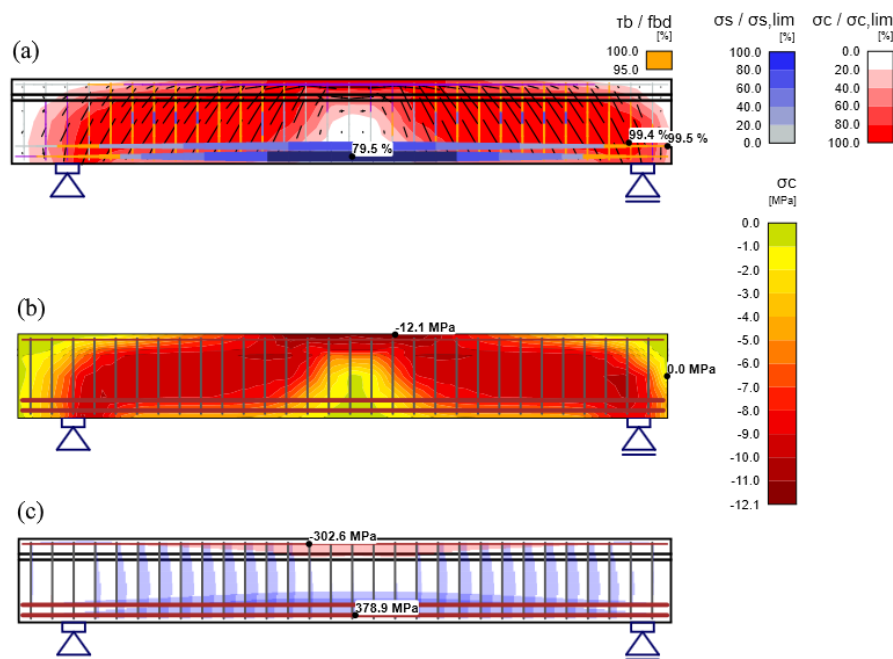 (a)
τb / fbd
[%]
100.0
95.0
σs / σs,lim
[%]
100.0
80.0
60.0
40.0
20.0
0.0
σc / σc,lim
[%]
0.0
20.0
40.0
60.0
80.0
100.0
99.4 %
99.5 %
79.5 %
σc
[MPa]
0.0
-1.0
-2.0
-3.0
-4.0
-5.0
-6.0
-7.0
-8.0
-9.0
-10.0
-11.0
-12.1
(b)
-12.1 MPa
0.0 MPa
(c)
-302.6 MPa
378.9 MPa